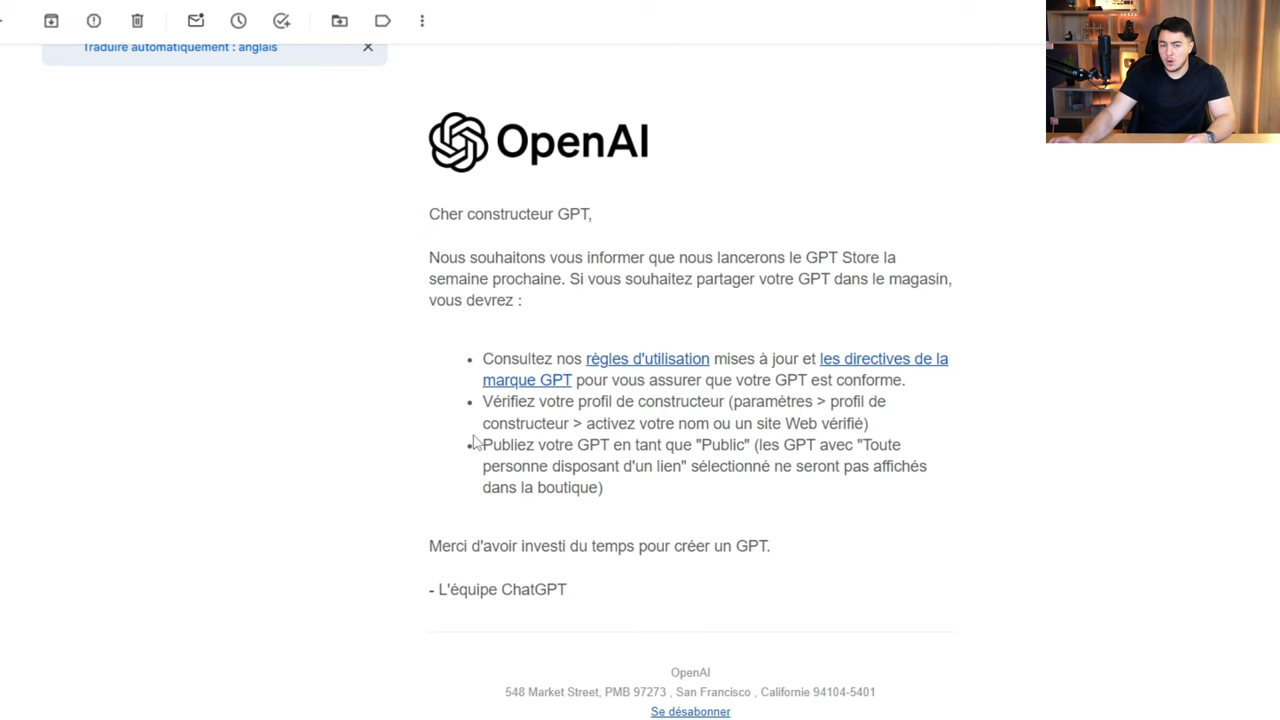 Traduire automatiquement : anglais
OpenAI
Cher constructeur GPT,
Nous souhaitons vous informer que nous lancerons le GPT Store la
semaine prochaine. Si vous souhaitez partager votre GPT dans le magasin,
vous devrez :
• Consultez nos règles d'utilisation mises à jour et les directives de la
marque GPT pour vous assurer que votre GPT est conforme.
• Vérifiez votre profil de constructeur (paramètres > profil de
constructeur > activez votre nom ou un site Web vérifié)
• Publiez votre GPT en tant que "Public" (les GPT avec "Toute
personne disposant d'un lien" sélectionné ne seront pas affichés
dans la boutique)
Merci d'avoir investi du temps pour créer un GPT.
- L'équipe ChatGPT
OpenAI
548 Market Street, PMB 97273 , San Francisco , Californie 94104-5401
Se désabonner